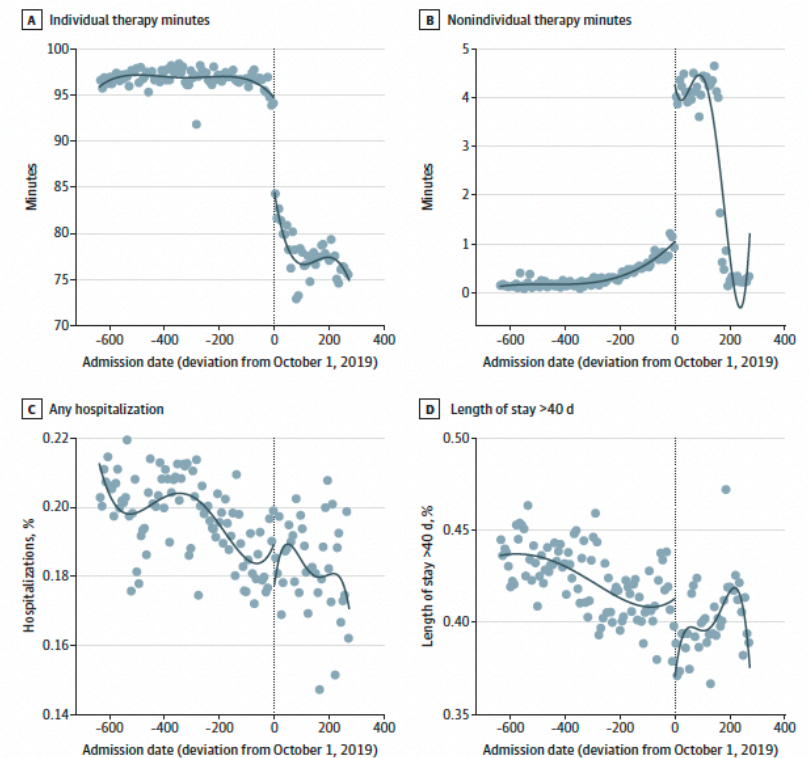 A Individual therapy minutes
100
95
90
85
80
75
70
Minutes
-600 -400 -200 0 200 400
Admission date (deviation from October 1, 2019)
B Nonindividual therapy minutes
5
4
3
2
1
0
Minutes
-600 -400 -200 0 200 400
Admission date (deviation from October 1, 2019)
C Any hospitalization
0.22
0.20
0.18
0.16
0.14
Hospitalizations, %
-600 -400 -200 0 200 400
Admission date (deviation from October 1, 2019)
D Length of stay >40 d
0.50
0.45
0.40
0.35
Length of stay >40 d, %
-600 -400 -200 0 200 400
Admission date (deviation from October 1, 2019)